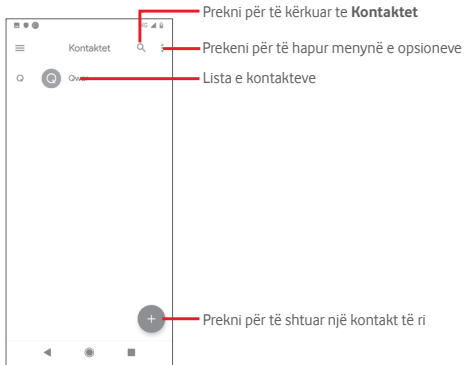 Prekni për të kërkuar te Kontaktet
Kontaktet
Prekeni për të hapur menynë e opsioneve
Q Q
Lista e kontakteve
+
Prekni për të shtuar një kontakt të ri